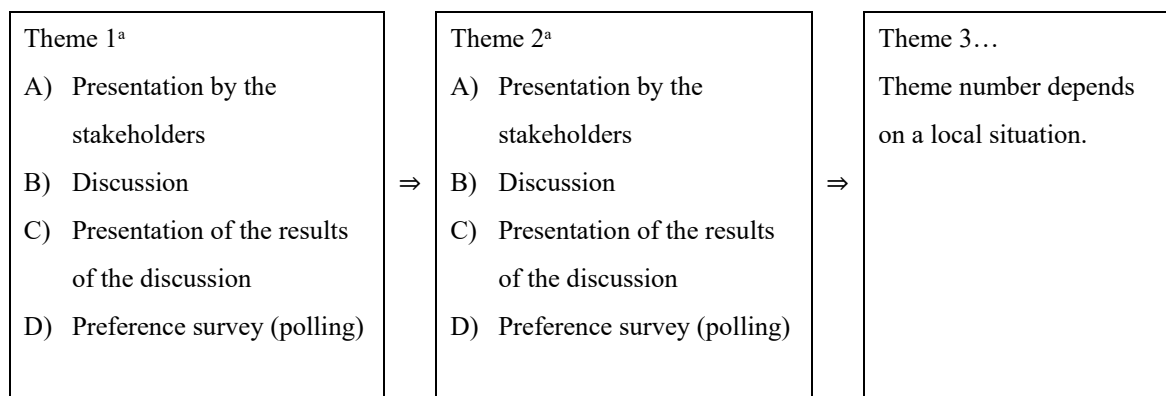 Theme 1ᵃ
A) Presentation by the
stakeholders
B) Discussion
C) Presentation of the results
of the discussion
D) Preference survey (polling)
⇒
Theme 2ᵃ
A) Presentation by the
stakeholders
B) Discussion
C) Presentation of the results
of the discussion
D) Preference survey (polling)
⇒
Theme 3…
Theme number depends
on a local situation.